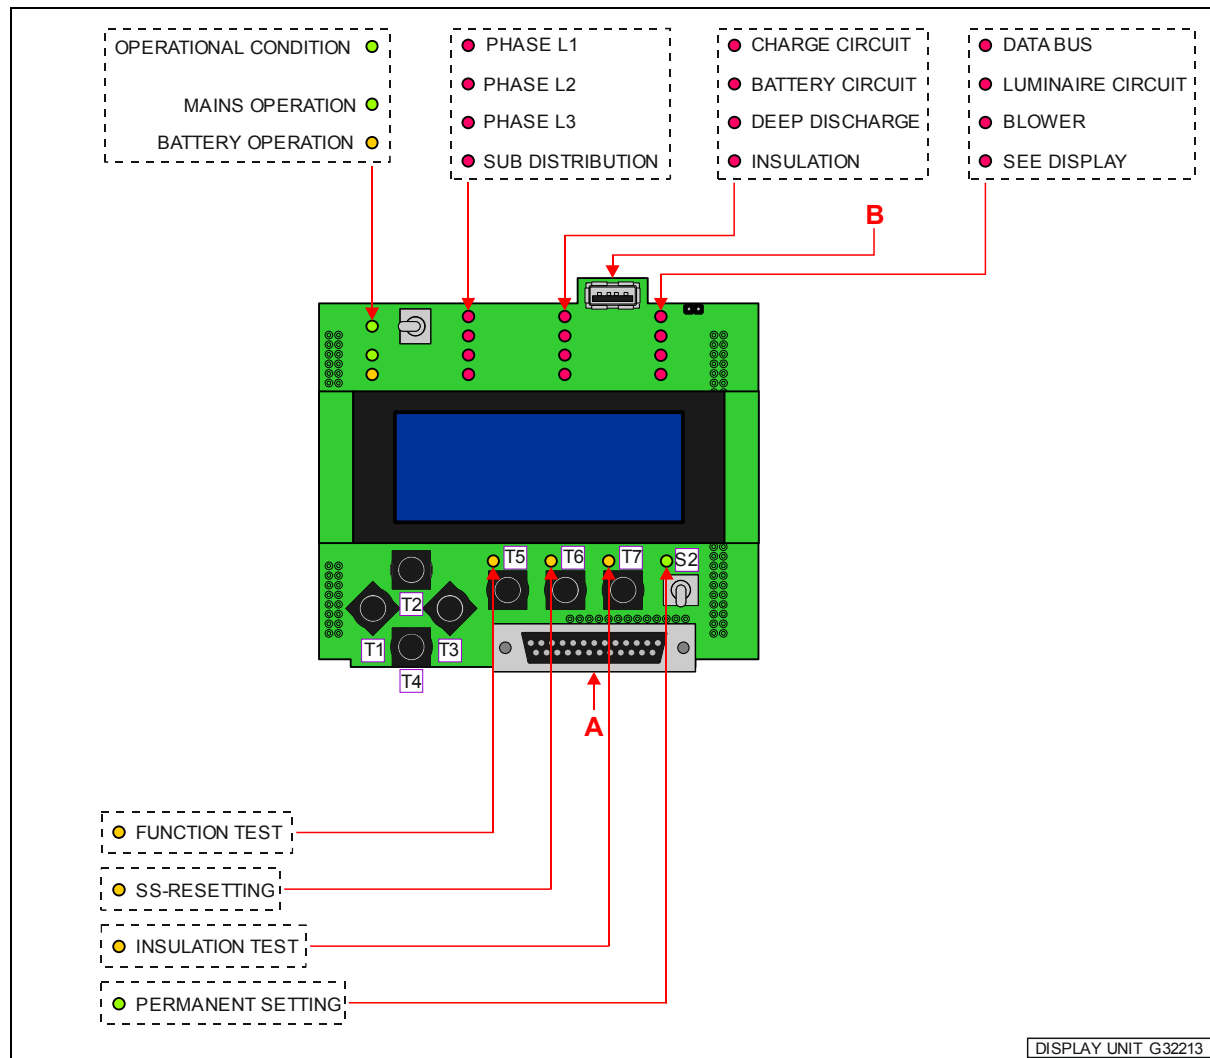 OPERATIONAL CONDITION
MAINS OPERATION
BATTERY OPERATION
PHASE L1
PHASE L2
PHASE L3
SUB DISTRIBUTION
CHARGE CIRCUIT
BATTERY CIRCUIT
DEEP DISCHARGE
INSULATION
DATA BUS
LUMINAIRE CIRCUIT
BLOWER
SEE DISPLAY
B
T5
T6
T7
S2
T2
T1
T3
T4
A
FUNCTION TEST
SS-RESETTING
INSULATION TEST
PERMANENT SETTING
DISPLAY UNIT G32213